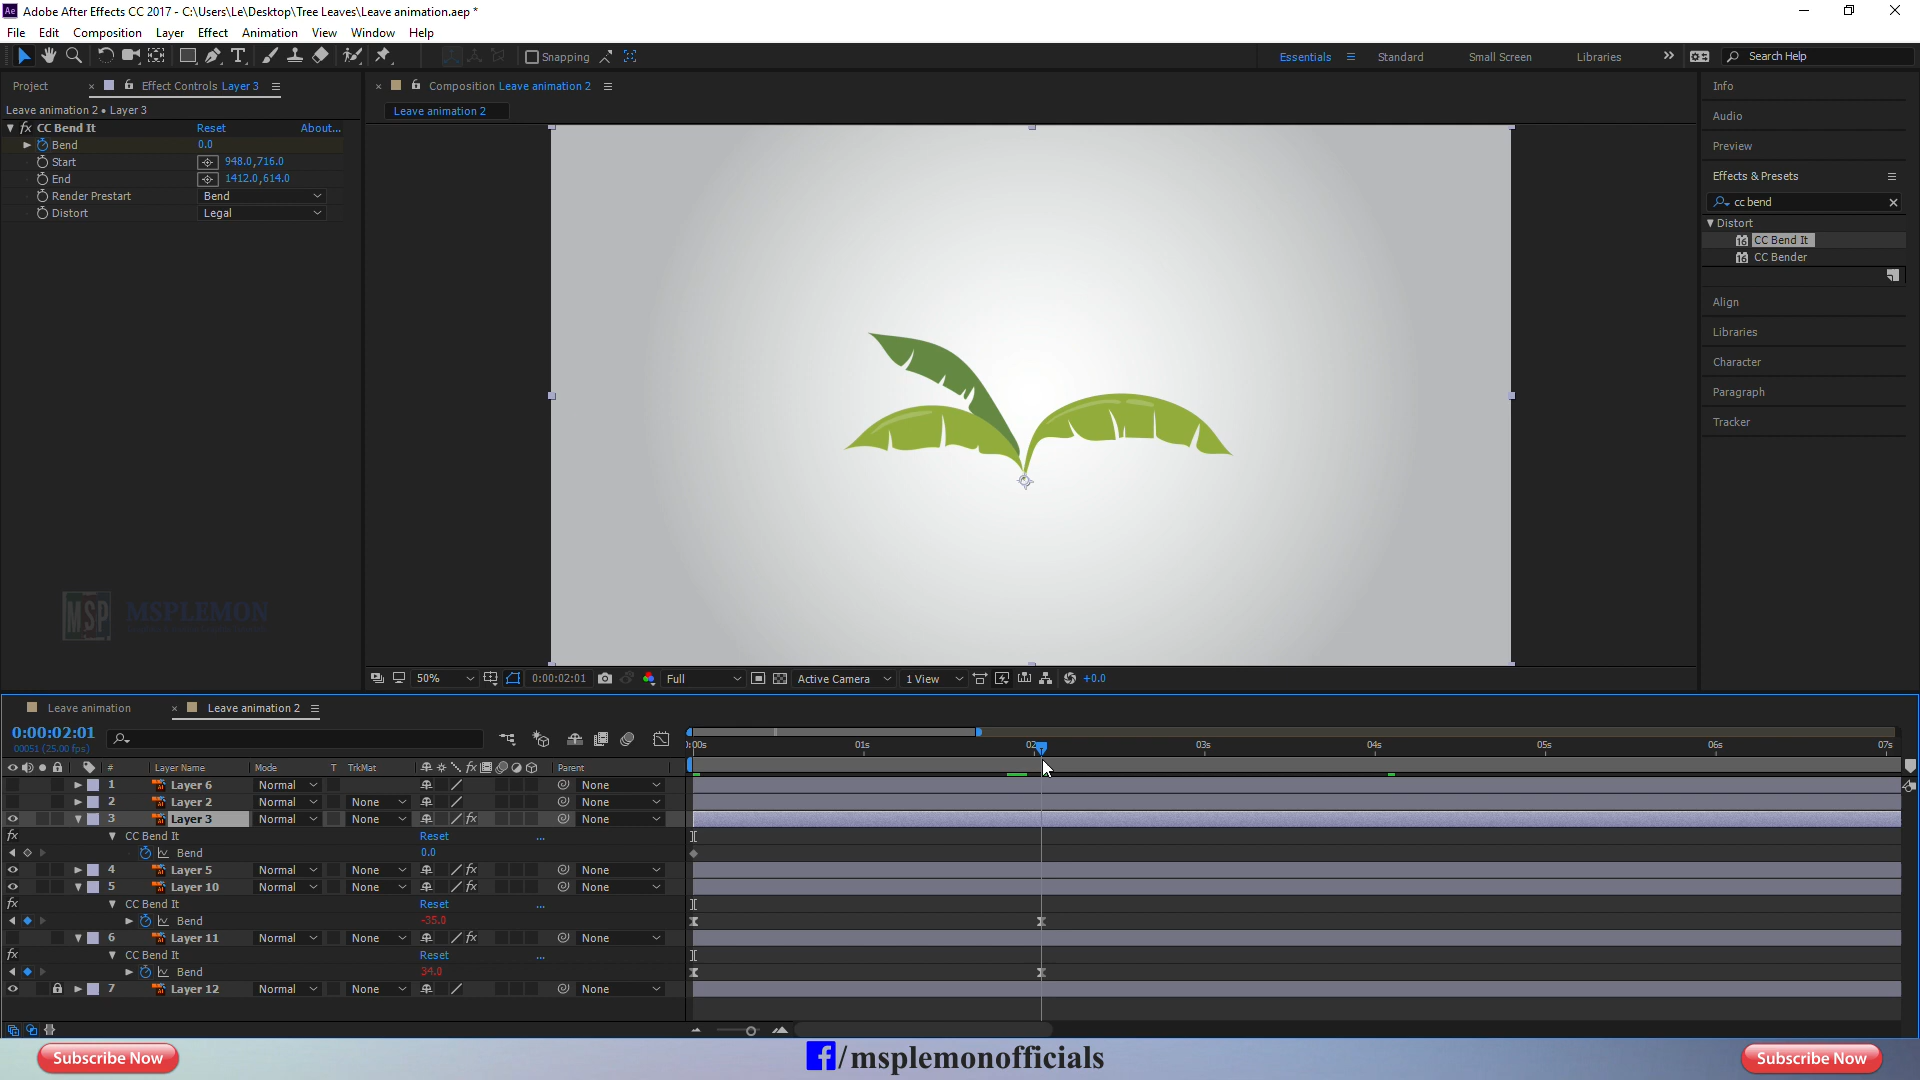 Adobe After Effects CC 2017 - C:\Users\Le\Desktop\Tree Leaves\Leave animation.aep *
File Edit Composition Layer Effect Animation View Window Help
Snapping Essentials Standard Small Screen Libraries Search Help
Project Effect Controls Layer 3
Leave animation 2 • Layer 3
fx CC Bend It Reset About...
Bend 0.0
Start 948.0,716.0
End 1412.0,614.0
Render Prestart Bend
Distort Legal
MSP MSPLEMON
Composition Leave animation 2
Leave animation 2
50% 0:00:02:01 Full Active Camera 1 View +0.0
Info
Audio
Preview
Effects & Presets
cc bend
Distort
CC Bend It
CC Bender
Align
Libraries
Character
Paragraph
Tracker
Leave animation Leave animation 2
0:00:02:01
00051 (25.00 fps)
01s 03s 04s 05s 06s 07s
# Layer Name Mode T TrkMat Parent
1 Layer 6 Normal None
2 Layer 2 Normal None None
3 Layer 3 Normal None fx None
fx CC Bend It Reset ...
Bend 0.0
4 Layer 5 Normal None fx None
5 Layer 10 Normal None fx None
fx CC Bend It Reset ...
Bend -35.0
6 Layer 11 Normal None fx None
fx CC Bend It Reset ...
Bend 34.0
7 Layer 12 Normal None None
Subscribe Now f/msplemonofficials Subscribe Now